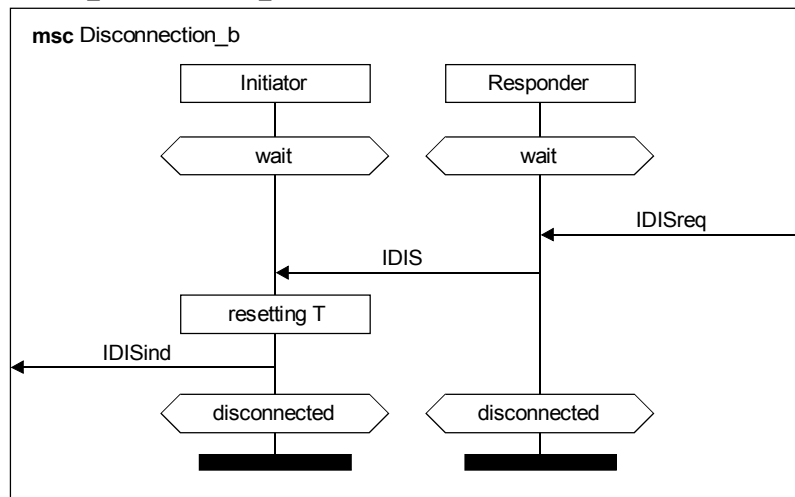 msc Disconnection_b
Initiator
Responder
wait
wait
IDISreq
IDIS
resetting T
IDISind
disconnected
disconnected